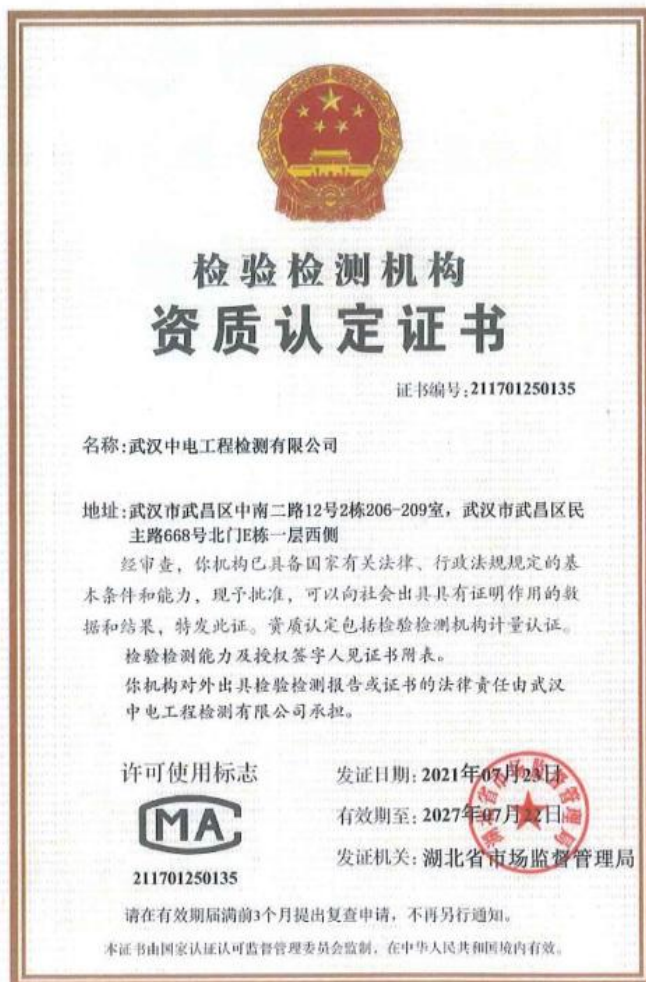 检验检测机构
资质认定证书
证书编号:211701250135
名称:武汉中电工程检测有限公司
地址:武汉市武昌区中南二路12号2栋206-209室，武汉市武昌区民
主路668号北门E栋一层西侧
经审查，你机构已具备国家有关法律、行政法规规定的基
本条件和能力，现予批准，可以向社会出具具有证明作用的数
据和结果，特发此证。资质认定包括检验检测机构计量认证。
检验检测能力及授权签字人见证书附表。
你机构对外出具检验检测报告或证书的法律责任由武汉
中电工程检测有限公司承担。
许可使用标志
MA
211701250135
发证日期:2021年07月23日
有效期至:2027年07月22日
发证机关:湖北省市场监督管理局
湖北省市场监督管理局
请在有效期届满前3个月提出复查申请，不再另行通知。
本证书由国家认证认可监督管理委员会监制，在中华人民共和国境内有效。